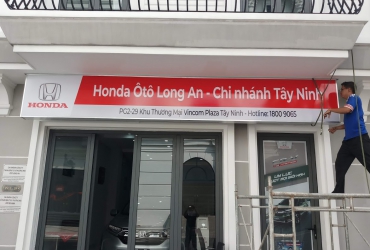 Honda Ôtô Long An - Chi nhánh Tây Ninh
HONDA
PG2-29 Khu Thương Mại Vincom Plaza Tây Ninh - Hotline: 1800 9065